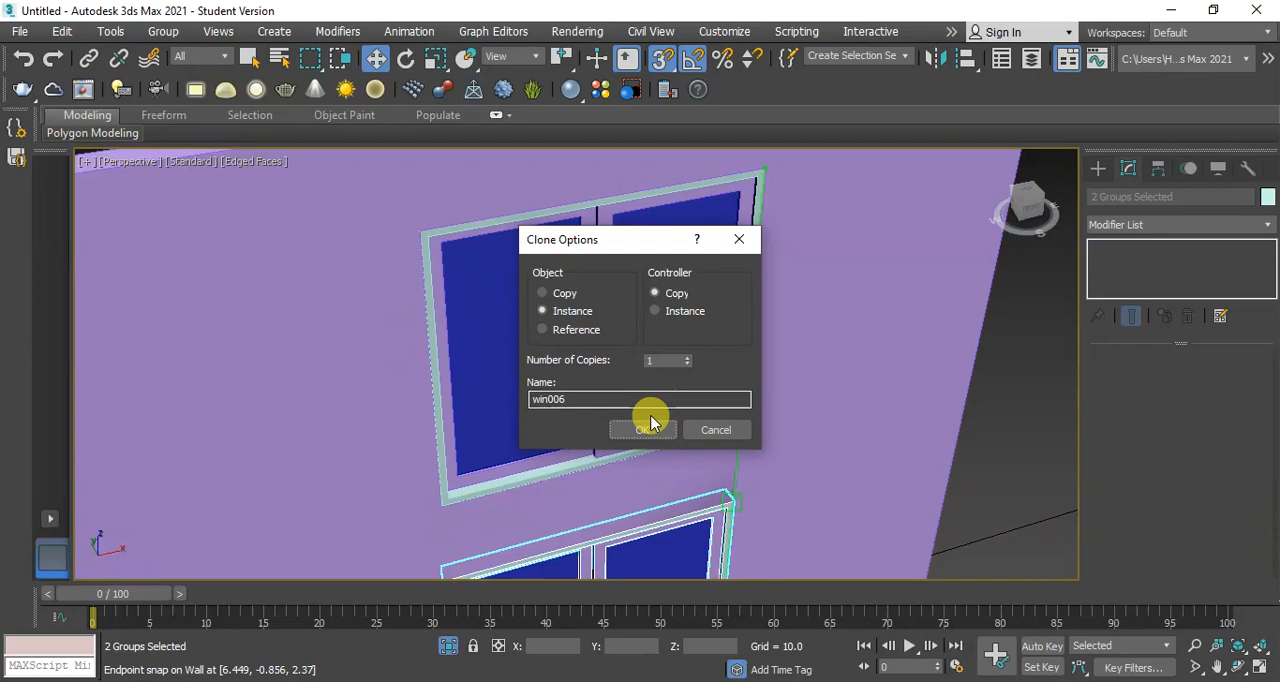 Untitled - Autodesk 3ds Max 2021 - Student Version
File Edit Tools Group Views Create Modifiers Animation Graph Editors Rendering Civil View Customize Scripting Interactive Sign In Workspaces: Default
All View Create Selection Se C:\Users\H...s Max 2021
Modeling Freeform Selection Object Paint Populate
Polygon Modeling
[+][Perspective][Standard][Edged Faces]
2 Groups Selected
Modifier List
Clone Options ?
Object Controller
Copy Copy
Instance Instance
Reference
Number of Copies: 1
Name:
win006
OK Cancel
z
x
0 / 100
0 5 10 15 20 25 30 35 40 45 50 55 60 65 70 75 80 85 90 95 100
2 Groups Selected X: Y: Z: Grid = 10.0 Auto Key Selected
MAXScript Mi: Endpoint snap on Wall at [6.449, -0.856, 2.37] Add Time Tag 0 Set Key Key Filters...